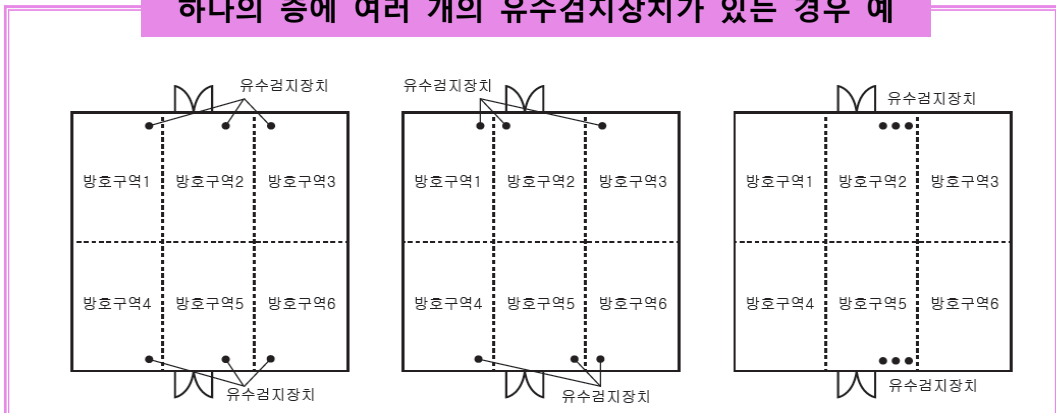 하나의 층에 여러 개의 유수검지장치가 있는 경우 예
유수검지장치 유수검지장치 유수검지장치
방호구역1 방호구역2 방호구역3 방호구역1 방호구역2 방호구역3 방호구역1 방호구역2 방호구역3
방호구역4 방호구역5 방호구역6 방호구역4 방호구역5 방호구역6 방호구역4 방호구역5 방호구역6
유수검지장치 유수검지장치 유수검지장치